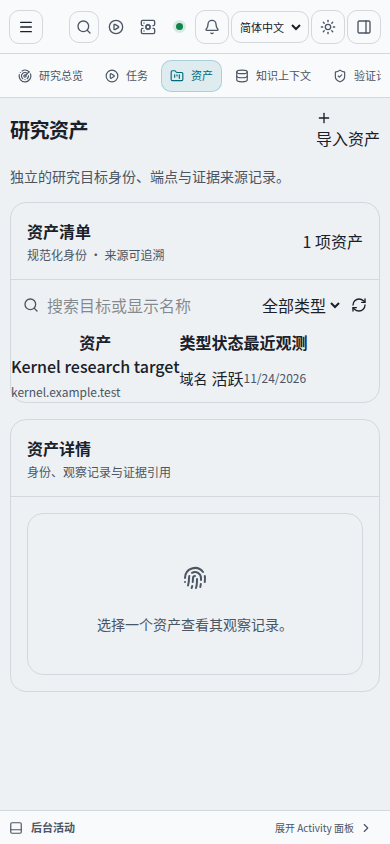 简体中文
研究总览 任务 资产 知识上下文
研究资产
导入资产
独立的研究目标身份、端点与证据来源记录。
资产清单
规范化身份 · 来源可追溯
1 项资产
搜索目标或显示名称 全部类型
资产 类型 状态 最近观测
Kernel research target
kernel.example.test
域名 活跃 11/24/2026
资产详情
身份、观察记录与证据引用
选择一个资产查看其观察记录。
后台活动 展开 Activity 面板